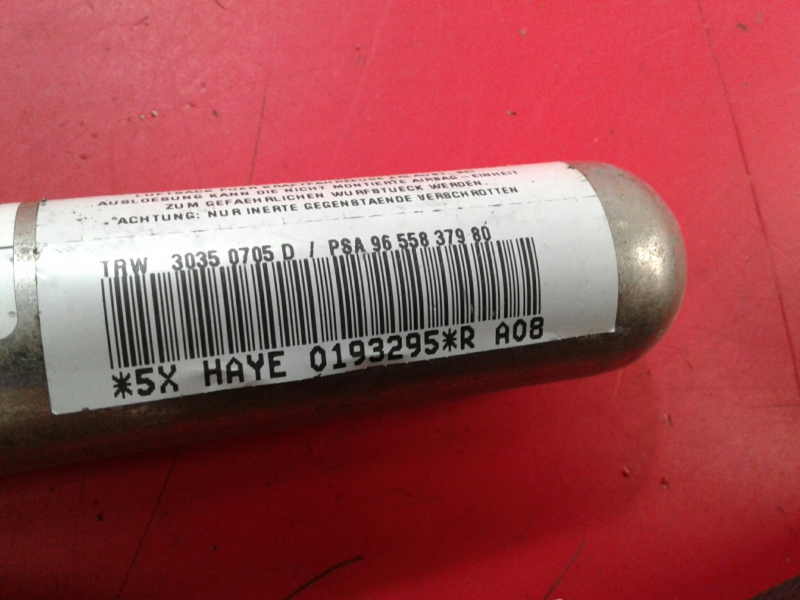 AUSLOESUNG KANN DIE NICHT MONTIERTE AIRBAG-EINHEIT
ZUM GEFAEHRLICHEN WURFSTUECK WERDEN.
*ACHTUNG: NUR INERTE GEGENSTAENDE VERSCHROTTEN
TRW 3035 0705 D / PSA 96 558 379 80
*5X HAYE 0193295*R A08